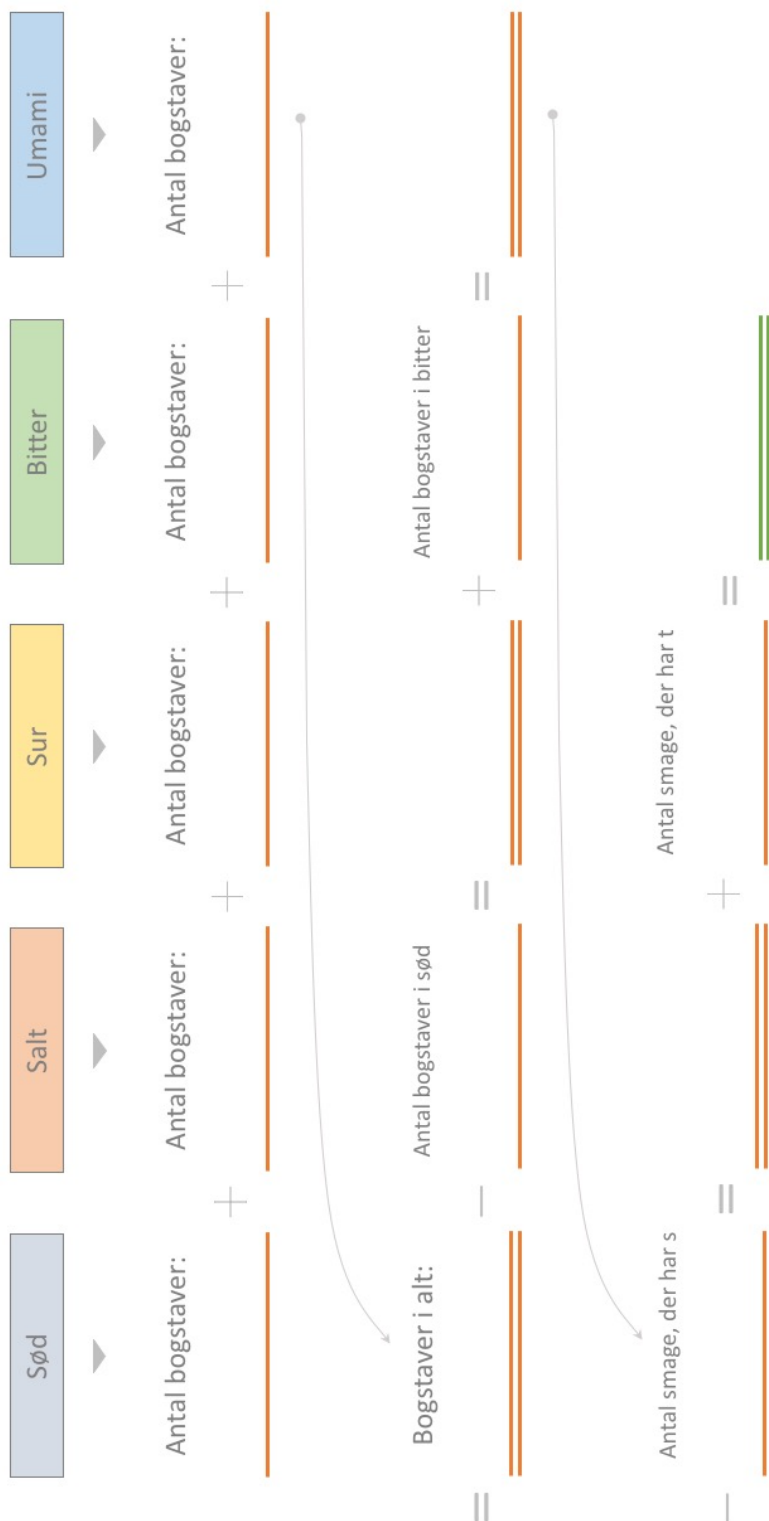 Sød Salt Sur Bitter Umami
Antal bogstaver: Antal bogstaver: Antal bogstaver: Antal bogstaver: Antal bogstaver:
+ + + +
= Bogstaver i alt: - Antal bogstaver i sød = + Antal bogstaver i bitter =
- Antal smage, der har s = + Antal smage, der har t =